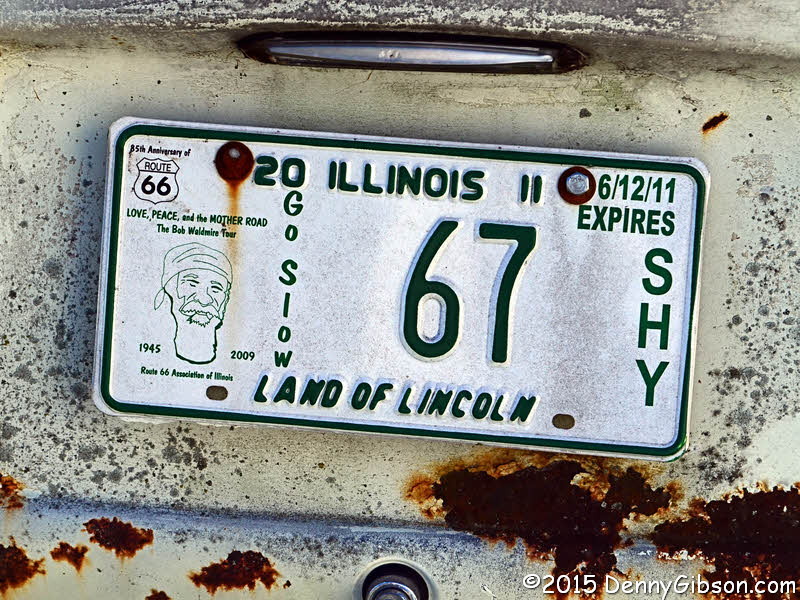 85th Anniversary of
ROUTE
66
LOVE, PEACE, and the MOTHER ROAD
The Bob Waldmire Tour
1945 2009
Route 66 Association of Illinois
20 ILLINOIS 11
Go Slow
67
LAND OF LINCOLN
6/12/11
EXPIRES
SHY
©2015 DennyGibson.com